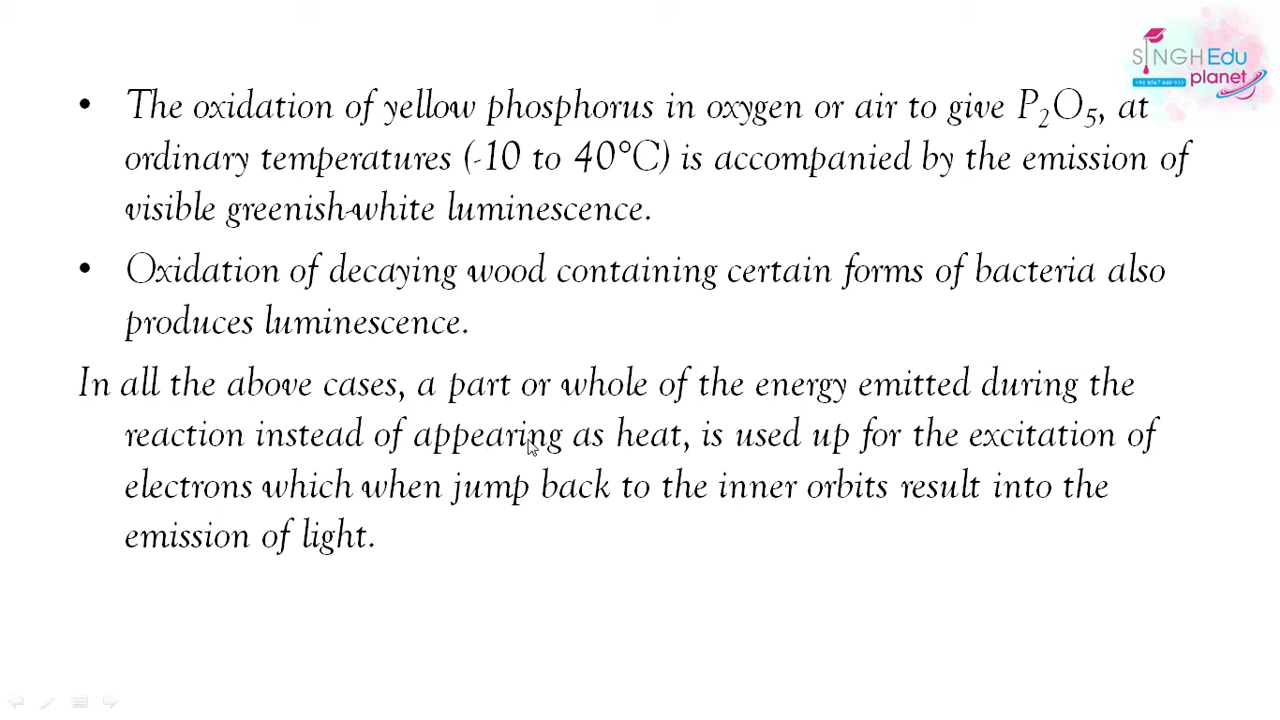 SINGH Edu
planet
• The oxidation of yellow phosphorus in oxygen or air to give P₂O₅, at
ordinary temperatures (-10 to 40°C) is accompanied by the emission of
visible greenish-white luminescence.
• Oxidation of decaying wood containing certain forms of bacteria also
produces luminescence.
In all the above cases, a part or whole of the energy emitted during the
reaction instead of appearing as heat, is used up for the excitation of
electrons which when jump back to the inner orbits result into the
emission of light.